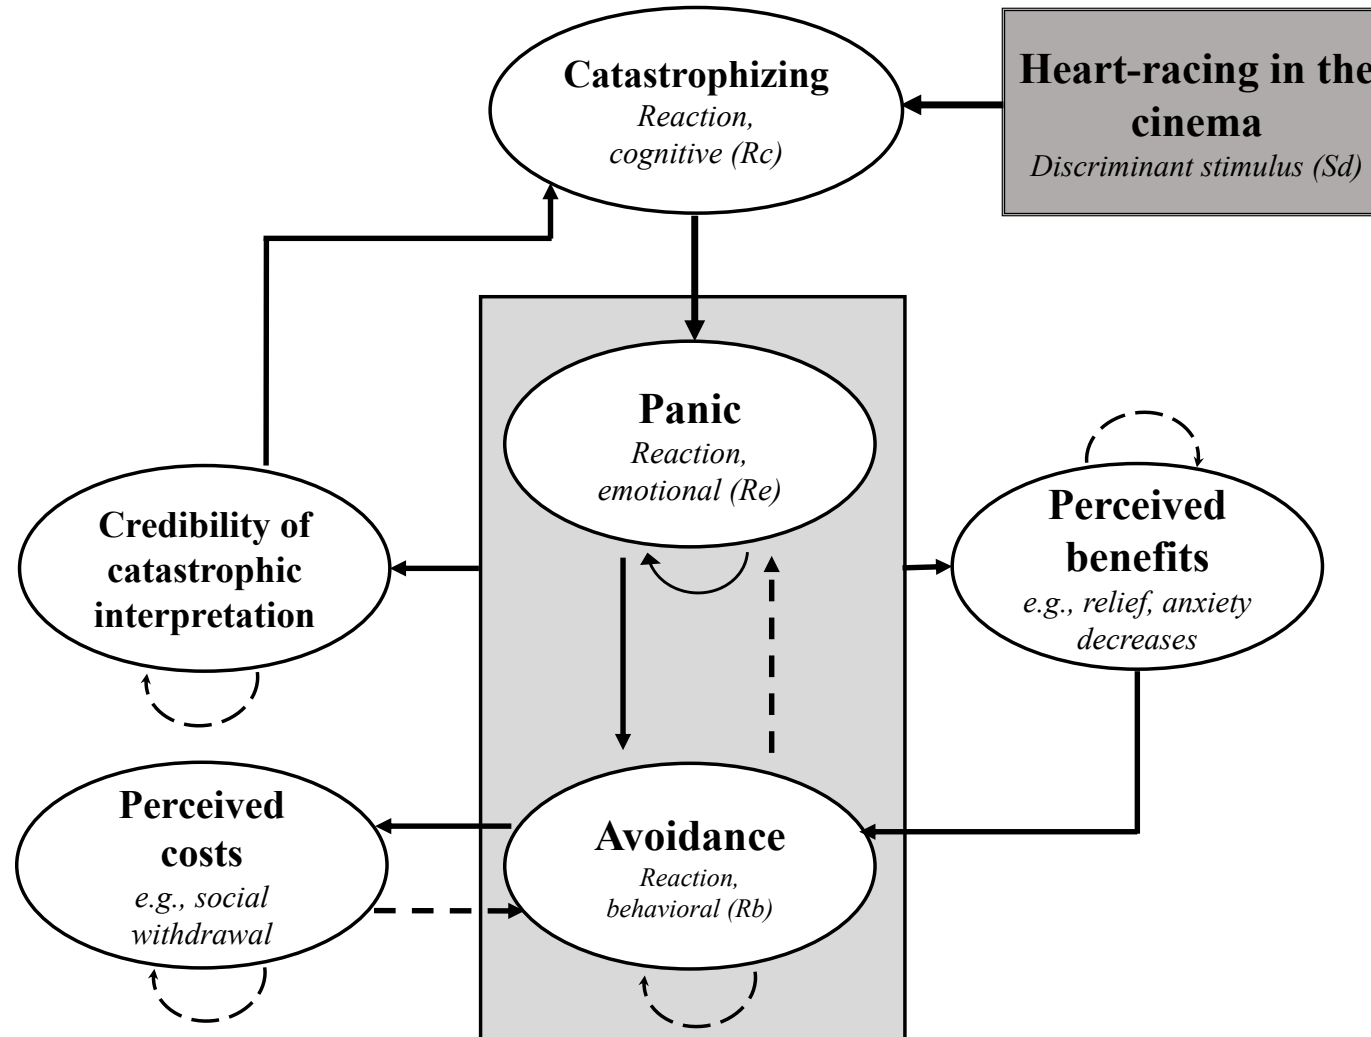 Catastrophizing
Reaction,
cognitive (Rc)
Heart-racing in the
cinema
Discriminant stimulus (Sd)
Panic
Reaction,
emotional (Re)
Credibility of
catastrophic
interpretation
Perceived
benefits
e.g., relief, anxiety
decreases
Perceived
costs
e.g., social
withdrawal
Avoidance
Reaction,
behavioral (Rb)